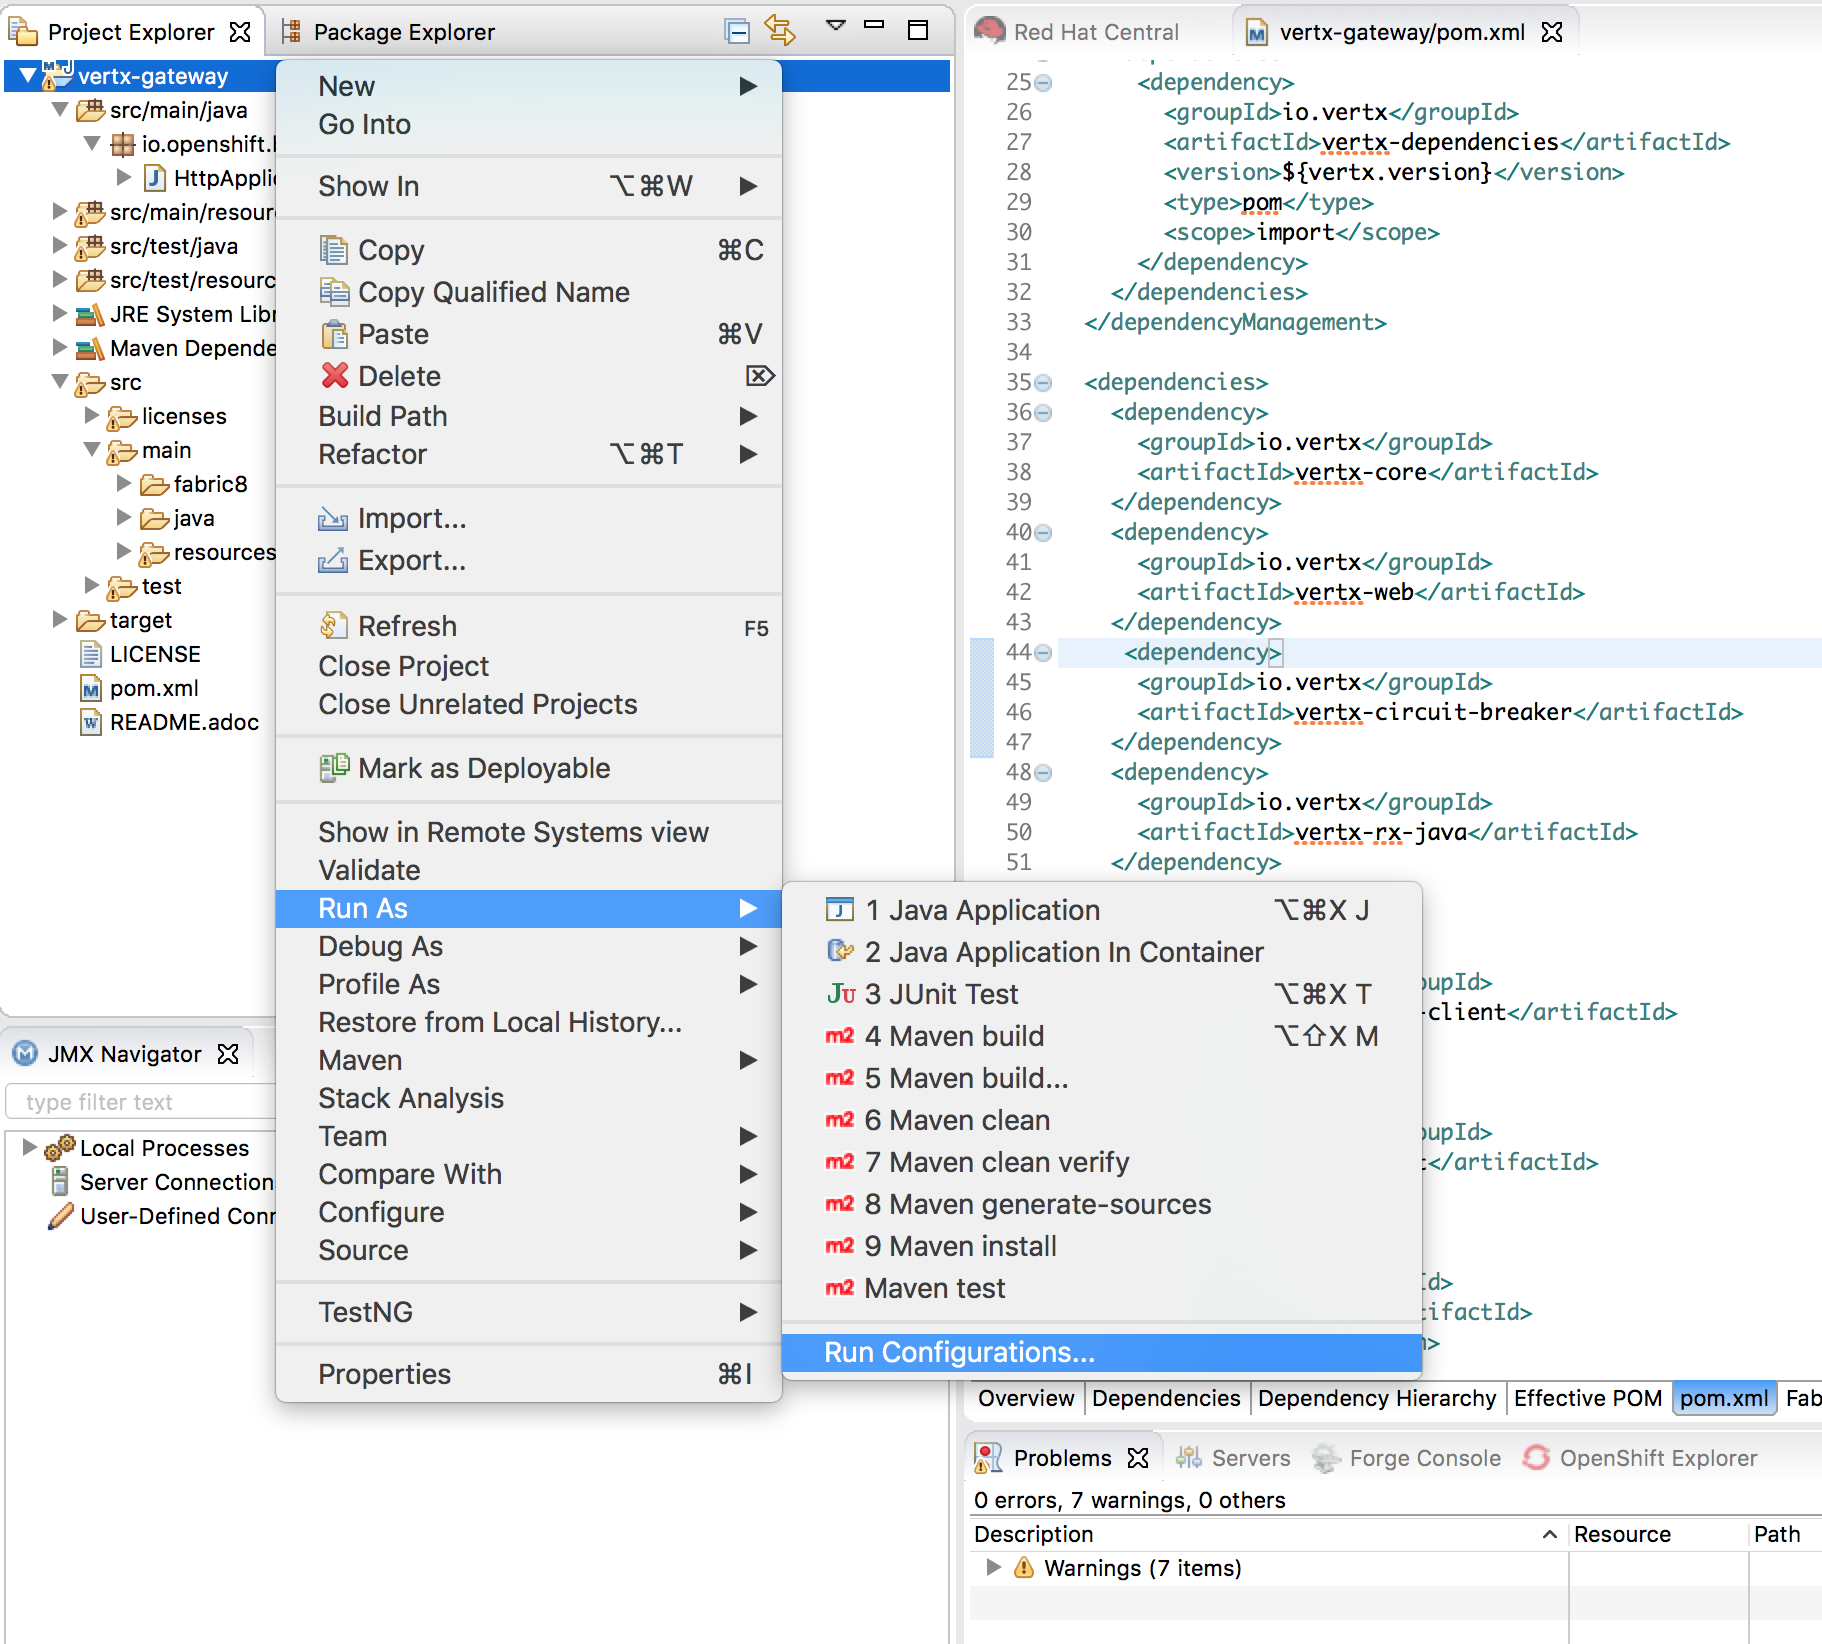 Project Explorer
Package Explorer
vertx-gateway
src/main/java
io.openshift.
HttpApplic
src/main/resour
src/test/java
src/test/resourc
JRE System Libr
Maven Depende
src
licenses
main
fabric8
java
resources
test
target
LICENSE
pom.xml
README.adoc
JMX Navigator
type filter text
Local Processes
Server Connection
User-Defined Conn
New
Go Into
Show In ⌥⌘W
Copy ⌘C
Copy Qualified Name
Paste ⌘V
Delete ⌦
Build Path
Refactor ⌥⌘T
Import...
Export...
Refresh F5
Close Project
Close Unrelated Projects
Mark as Deployable
Show in Remote Systems view
Validate
Run As
Debug As
Profile As
Restore from Local History...
Maven
Stack Analysis
Team
Compare With
Configure
Source
TestNG
Properties ⌘I
1 Java Application ⌥⌘X J
2 Java Application In Container
3 JUnit Test ⌥⌘X T
4 Maven build ⌥⇧X M
5 Maven build...
6 Maven clean
7 Maven clean verify
8 Maven generate-sources
9 Maven install
Maven test
Run Configurations...
Red Hat Central
vertx-gateway/pom.xml
25 <dependency>
26 <groupId>io.vertx</groupId>
27 <artifactId>vertx-dependencies</artifactId>
28 <version>${vertx.version}</version>
29 <type>pom</type>
30 <scope>import</scope>
31 </dependency>
32 </dependencies>
33 </dependencyManagement>
34
35 <dependencies>
36 <dependency>
37 <groupId>io.vertx</groupId>
38 <artifactId>vertx-core</artifactId>
39 </dependency>
40 <dependency>
41 <groupId>io.vertx</groupId>
42 <artifactId>vertx-web</artifactId>
43 </dependency>
44 <dependency>
45 <groupId>io.vertx</groupId>
46 <artifactId>vertx-circuit-breaker</artifactId>
47 </dependency>
48 <dependency>
49 <groupId>io.vertx</groupId>
50 <artifactId>vertx-rx-java</artifactId>
51 </dependency>
oupId>
-client</artifactId>
oupId>
t</artifactId>
Id>
tifactId>
n>
Overview Dependencies Dependency Hierarchy Effective POM pom.xml Fab
Problems
Servers
Forge Console
OpenShift Explorer
0 errors, 7 warnings, 0 others
Description Resource Path
Warnings (7 items)